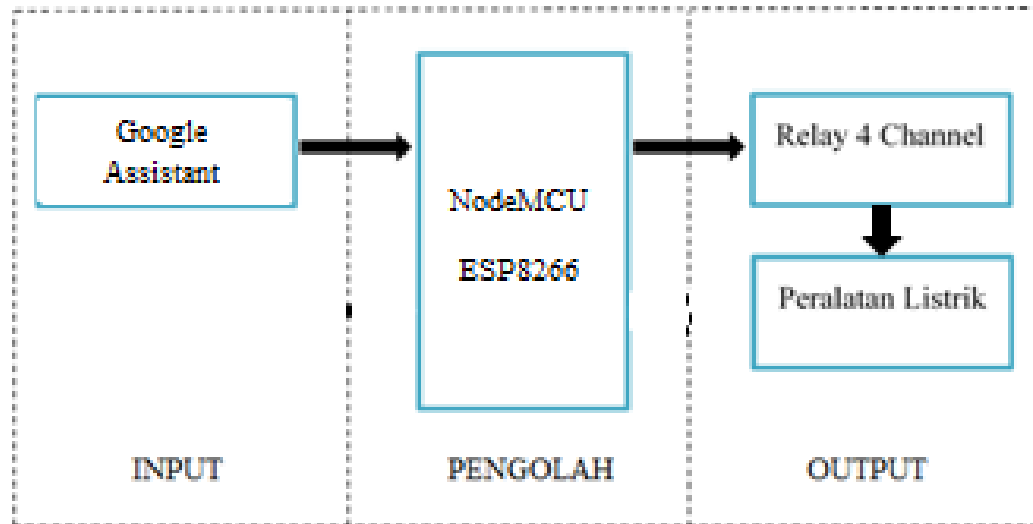 Google
Assistant
NodeMCU
ESP8266
Relay 4 Channel
Peralatan Listrik
INPUT
PENGOLAH
OUTPUT